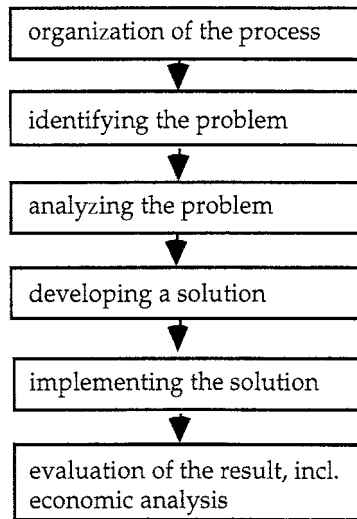 organization of the process
identifying the problem
analyzing the problem
developing a solution
implementing the solution
evaluation of the result, incl.
economic analysis